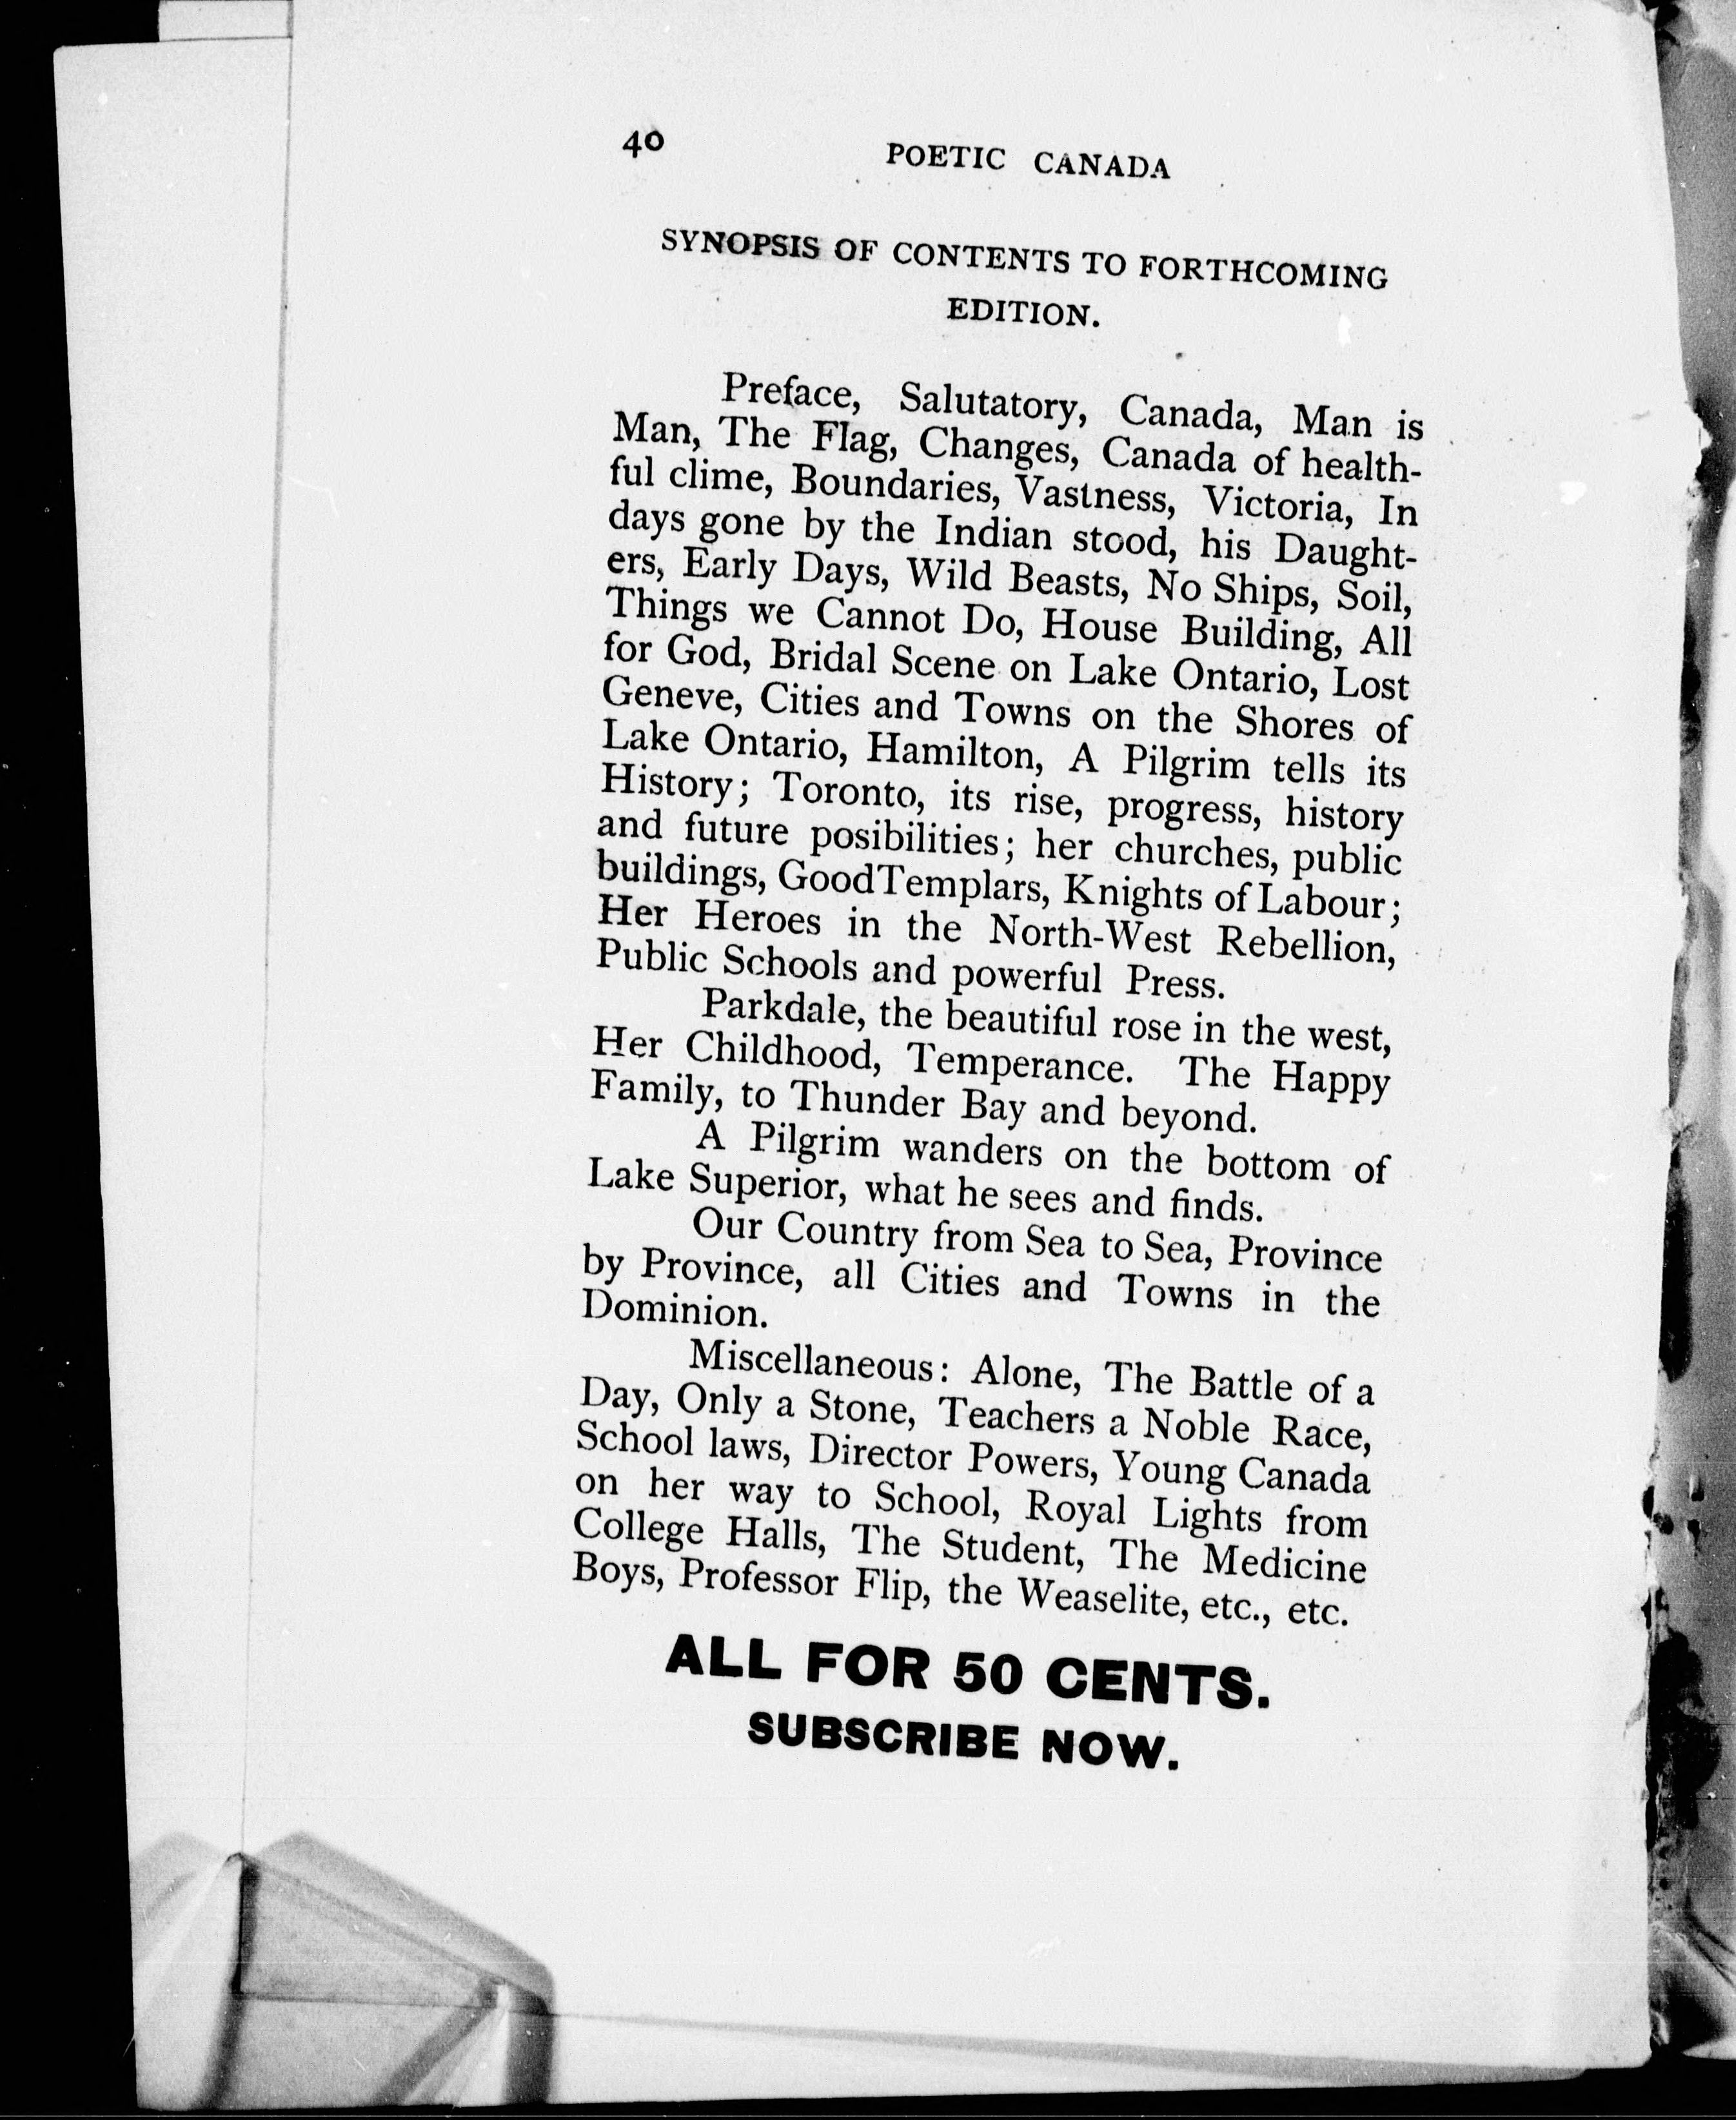 40
POETIC CANADA
SYNOPSIS OF CONTENTS TO FORTHCOMING
EDITION.
Preface, Salutatory, Canada, Man is
Man, The Flag, Changes, Canada of health-
ful clime, Boundaries, Vastness, Victoria, In
days gone by the Indian stood, his Daught-
ers, Early Days, Wild Beasts, No Ships, Soil,
Things we Cannot Do, House Building, All
for God, Bridal Scene on Lake Ontario, Lost
Geneve, Cities and Towns on the Shores of
Lake Ontario, Hamilton, A Pilgrim tells its
History; Toronto, its rise, progress, history
and future posibilities; her churches, public
buildings, GoodTemplars, Knights of Labour;
Her Heroes in the North-West Rebellion,
Public Schools and powerful Press.
Parkdale, the beautiful rose in the west,
Her Childhood, Temperance. The Happy
Family, to Thunder Bay and beyond.
A Pilgrim wanders on the bottom of
Lake Superior, what he sees and finds.
Our Country from Sea to Sea, Province
by Province, all Cities and Towns in the
Dominion.
Miscellaneous: Alone, The Battle of a
Day, Only a Stone, Teachers a Noble Race,
School laws, Director Powers, Young Canada
on her way to School, Royal Lights from
College Halls, The Student, The Medicine
Boys, Professor Flip, the Weaselite, etc., etc.
ALL FOR 50 CENTS.
SUBSCRIBE NOW.